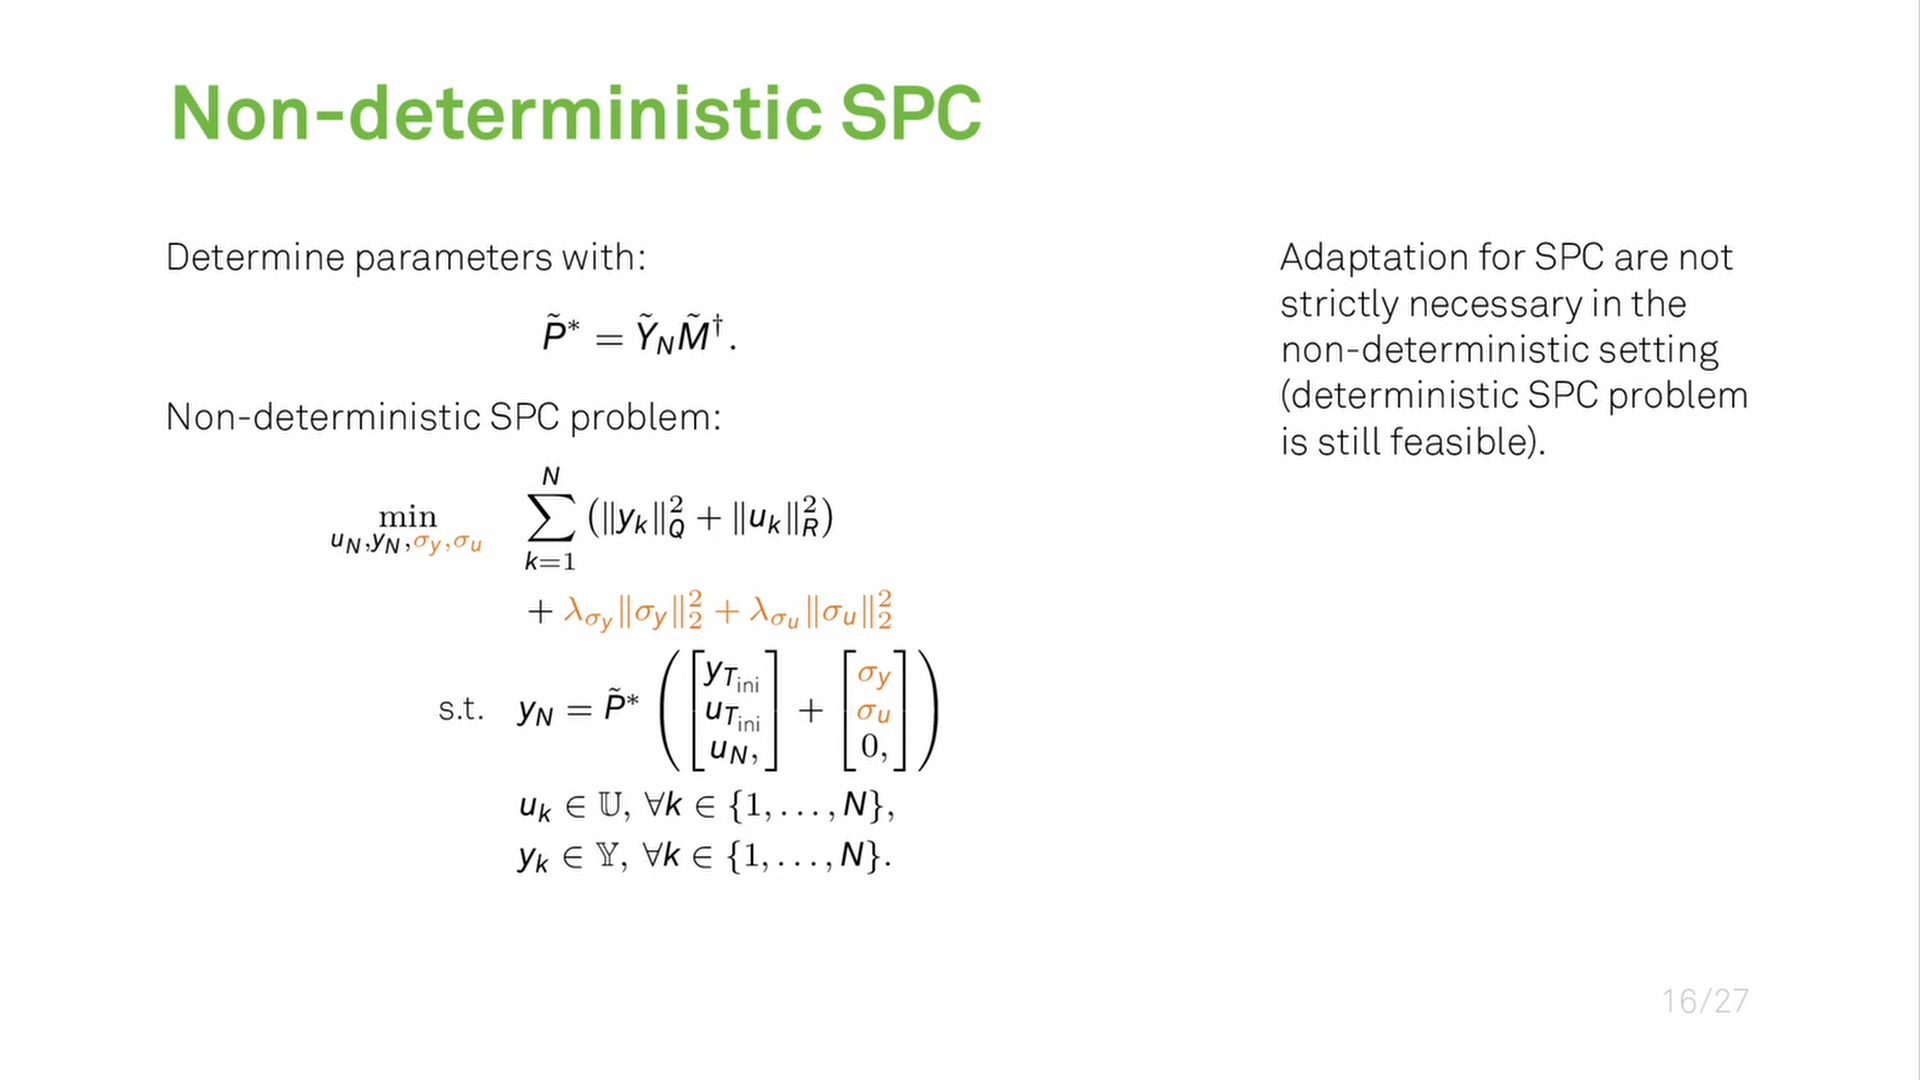 Non-deterministic SPC
Determine parameters with:
P̃* = Ỹ_N M̃†.
Non-deterministic SPC problem:
min_{u_N, y_N, σ_y, σ_u} ∑_{k=1}^{N} (‖y_k‖²_Q + ‖u_k‖²_R)
+ λ_{σ_y}‖σ_y‖²₂ + λ_{σ_u}‖σ_u‖²₂
s.t. y_N = P̃* ([y_{T_ini} u_{T_ini} u_N,] + [σ_y σ_u 0,])
u_k ∈ 𝕌, ∀k ∈ {1, . . . , N},
y_k ∈ 𝕐, ∀k ∈ {1, . . . , N}.
Adaptation for SPC are not
strictly necessary in the
non-deterministic setting
(deterministic SPC problem
is still feasible).
16/27